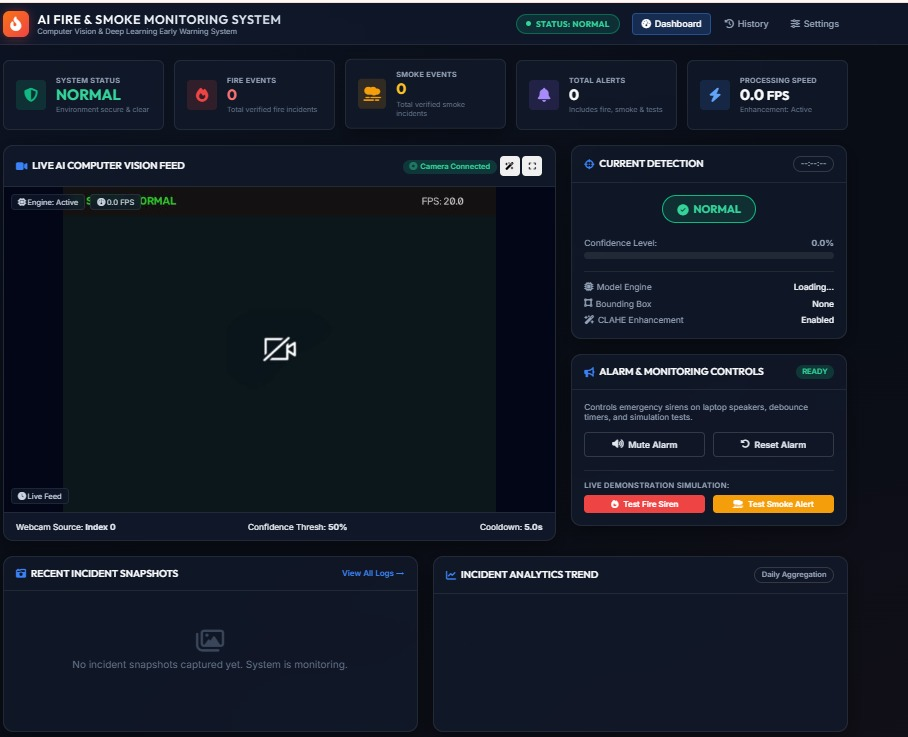 AI FIRE & SMOKE MONITORING SYSTEM
Computer Vision & Deep Learning Early Warning System
STATUS: NORMAL
Dashboard
History
Settings
SYSTEM STATUS
NORMAL
Environment secure & clear
FIRE EVENTS
0
Total verified fire incidents
SMOKE EVENTS
0
Total verified smoke
incidents
TOTAL ALERTS
0
Includes fire, smoke & tests
PROCESSING SPEED
0.0 FPS
Enhancement: Active
LIVE AI COMPUTER VISION FEED
Camera Connected
Engine: Active
0.0 FPS
ORMAL
FPS: 20.0
Live Feed
Webcam Source: Index 0
Confidence Thresh: 50%
Cooldown: 5.0s
CURRENT DETECTION
--:--:--
NORMAL
Confidence Level:
0.0%
Model Engine
Loading...
Bounding Box
None
CLAHE Enhancement
Enabled
ALARM & MONITORING CONTROLS
READY
Controls emergency sirens on laptop speakers, debounce
timers, and simulation tests.
Mute Alarm
Reset Alarm
LIVE DEMONSTRATION SIMULATION:
Test Fire Siren
Test Smoke Alert
RECENT INCIDENT SNAPSHOTS
View All Logs →
No incident snapshots captured yet. System is monitoring.
INCIDENT ANALYTICS TREND
Daily Aggregation